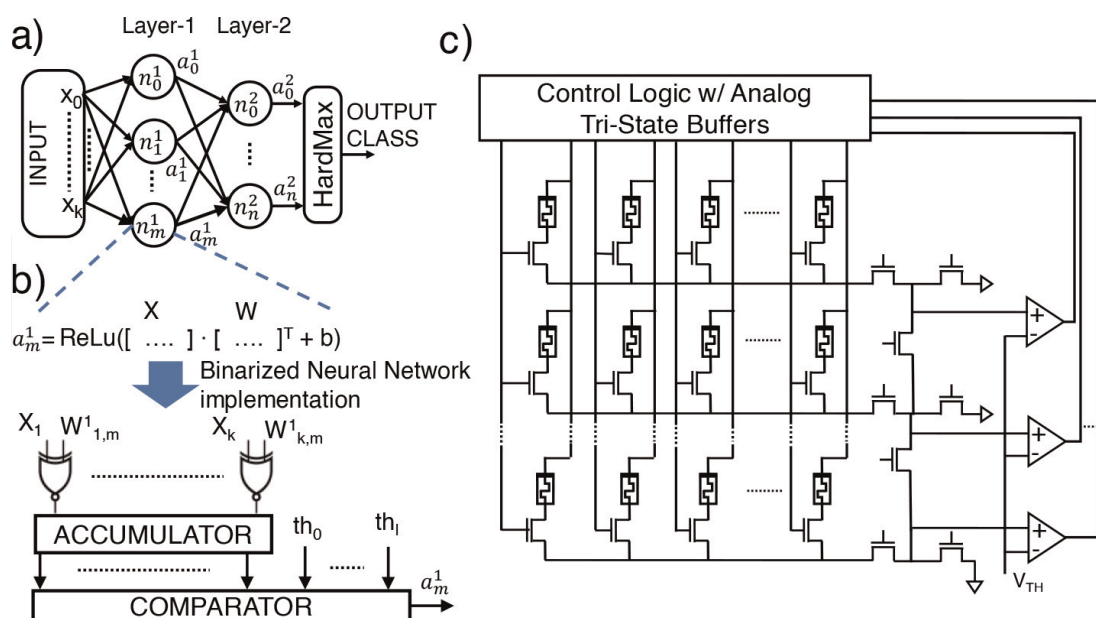 a)
Layer-1 Layer-2
INPUT
x₀
xₖ
n₀¹
n₁¹
nₘ¹
a₀¹
a₁¹
aₘ¹
n₀²
nₙ²
a₀²
aₙ²
HardMax
OUTPUT
CLASS
b)
X W
aₘ¹= ReLu([ .... ] · [ .... ]ᵀ + b)
Binarized Neural Network
implementation
X₁ W¹₁,ₘ
Xₖ W¹ₖ,ₘ
ACCUMULATOR
th₀ ...... thₗ
COMPARATOR
aₘ¹
c)
Control Logic w/ Analog
Tri-State Buffers
+
-
+
-
+
-
V_TH